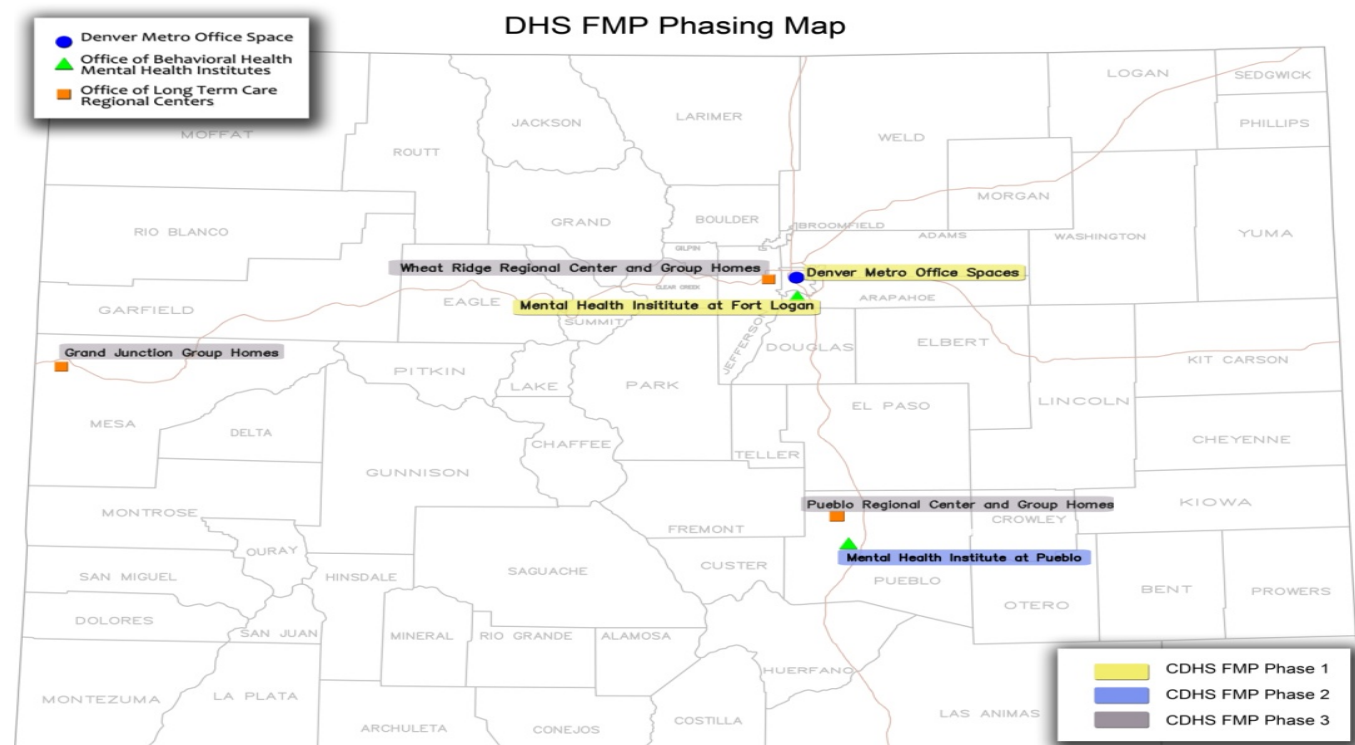 DHS FMP Phasing Map
Denver Metro Office Space
Office of Behavioral Health
Mental Health Institutes
Office of Long Term Care
Regional Centers
MOFFAT
ROUTT
JACKSON
LARIMER
WELD
LOGAN
SEDGWICK
PHILLIPS
MORGAN
RIO BLANCO
GRAND
BOULDER
BROOMFIELD
ADAMS
WASHINGTON
YUMA
GILPIN
Wheat Ridge Regional Center and Group Homes
Denver Metro Office Spaces
CLEAR CREEK
EAGLE
Mental Health Insititute at Fort Logan
ARAPAHOE
GARFIELD
SUMMIT
JEFFERSON
DOUGLAS
ELBERT
Grand Junction Group Homes
KIT CARSON
PITKIN
LAKE
PARK
LINCOLN
EL PASO
MESA
DELTA
CHAFFEE
TELLER
CHEYENNE
GUNNISON
Pueblo Regional Center and Group Homes
KIOWA
MONTROSE
FREMONT
CROWLEY
OURAY
Mental Health Institute at Pueblo
SAN MIGUEL
HINSDALE
SAGUACHE
CUSTER
PUEBLO
BENT
PROWERS
OTERO
DOLORES
SAN JUAN
MINERAL
RIO GRANDE
ALAMOSA
HUERFANO
MONTEZUMA
LA PLATA
ARCHULETA
CONEJOS
COSTILLA
LAS ANIMAS
CDHS FMP Phase 1
CDHS FMP Phase 2
CDHS FMP Phase 3